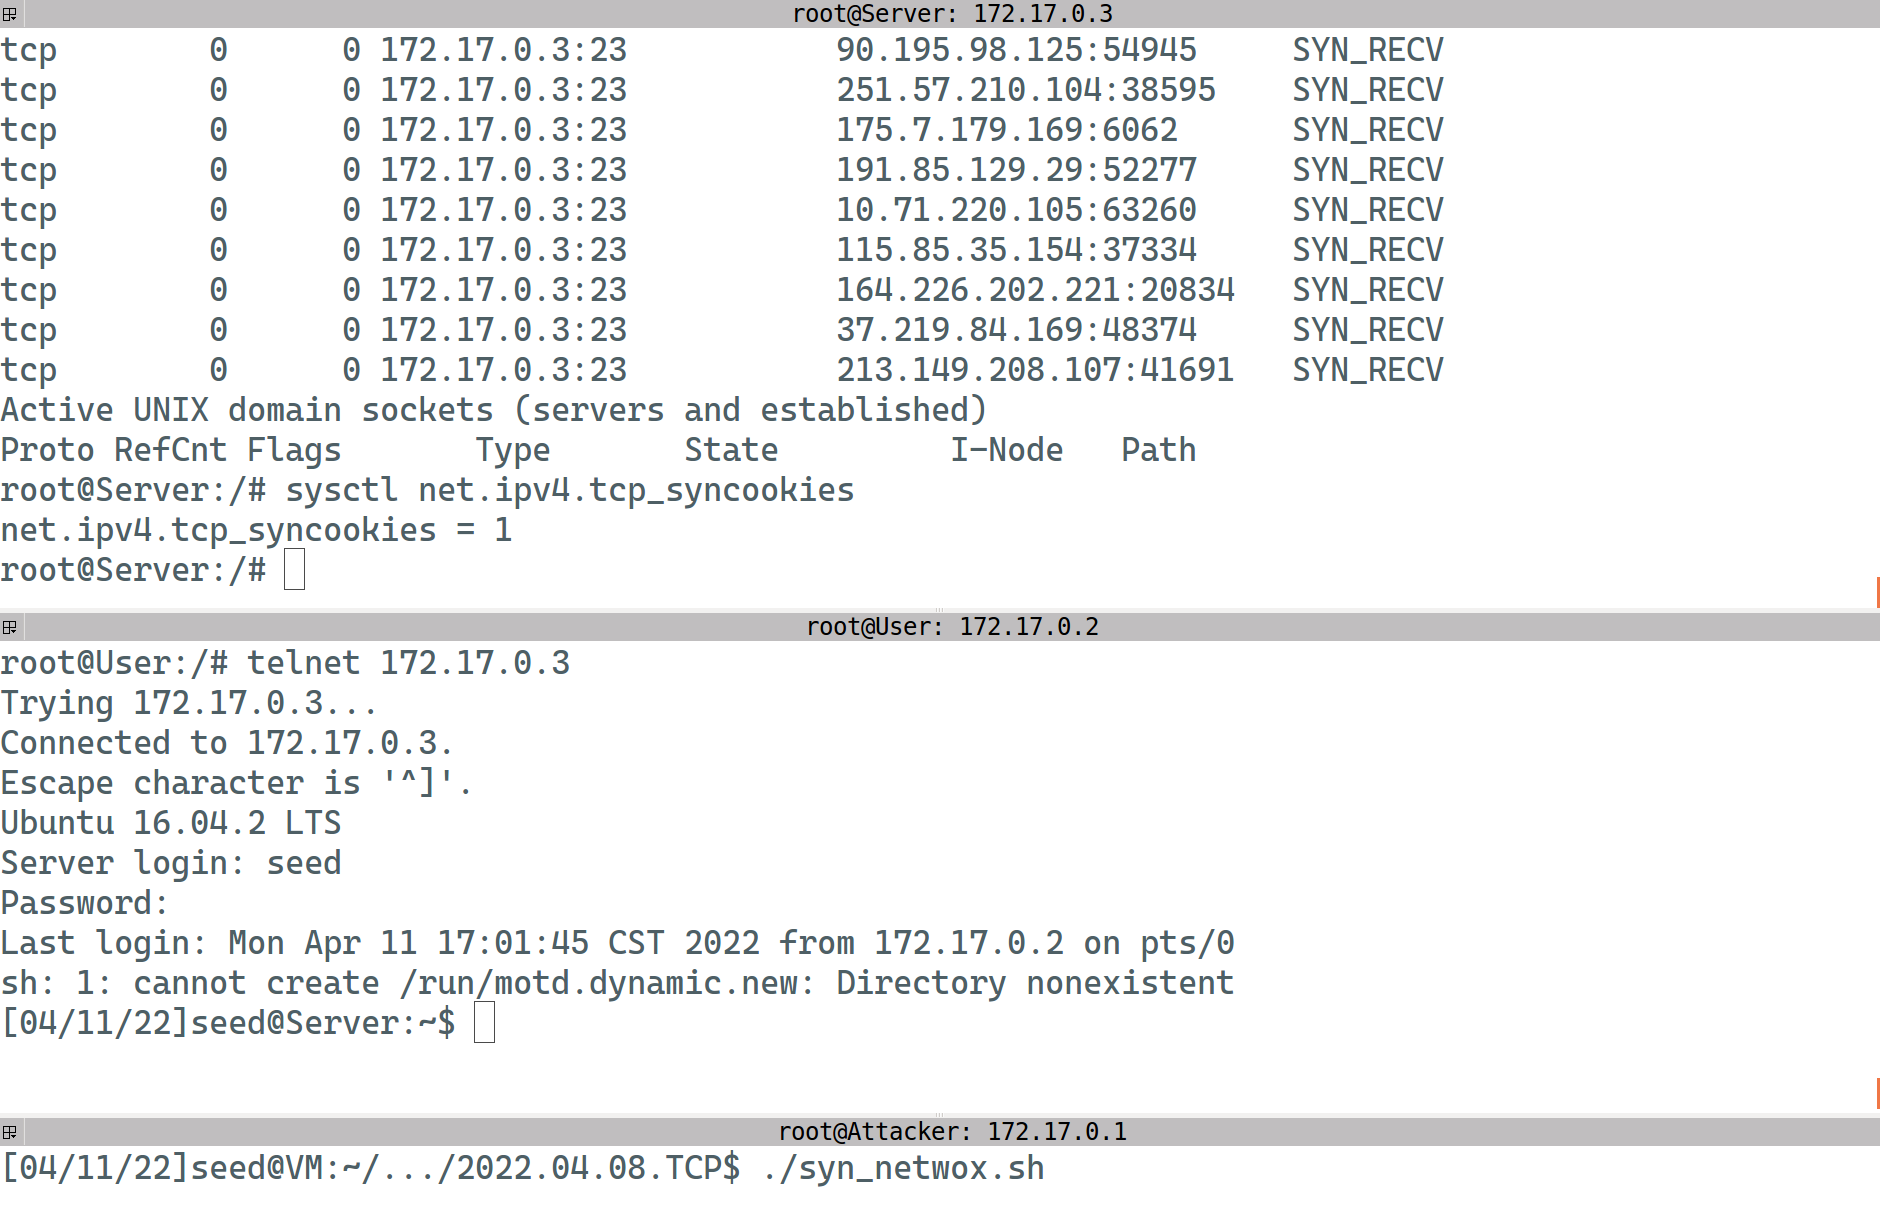 root@Server: 172.17.0.3
tcp        0      0 172.17.0.3:23           90.195.98.125:54945     SYN_RECV
tcp        0      0 172.17.0.3:23           251.57.210.104:38595    SYN_RECV
tcp        0      0 172.17.0.3:23           175.7.179.169:6062      SYN_RECV
tcp        0      0 172.17.0.3:23           191.85.129.29:52277     SYN_RECV
tcp        0      0 172.17.0.3:23           10.71.220.105:63260     SYN_RECV
tcp        0      0 172.17.0.3:23           115.85.35.154:37334     SYN_RECV
tcp        0      0 172.17.0.3:23           164.226.202.221:20834   SYN_RECV
tcp        0      0 172.17.0.3:23           37.219.84.169:48374     SYN_RECV
tcp        0      0 172.17.0.3:23           213.149.208.107:41691   SYN_RECV
Active UNIX domain sockets (servers and established)
Proto RefCnt Flags       Type       State         I-Node   Path
root@Server:/# sysctl net.ipv4.tcp_syncookies
net.ipv4.tcp_syncookies = 1
root@Server:/#
root@User: 172.17.0.2
root@User:/# telnet 172.17.0.3
Trying 172.17.0.3...
Connected to 172.17.0.3.
Escape character is '^]'.
Ubuntu 16.04.2 LTS
Server login: seed
Password:
Last login: Mon Apr 11 17:01:45 CST 2022 from 172.17.0.2 on pts/0
sh: 1: cannot create /run/motd.dynamic.new: Directory nonexistent
[04/11/22]seed@Server:~$
root@Attacker: 172.17.0.1
[04/11/22]seed@VM:~/.../2022.04.08.TCP$ ./syn_netwox.sh